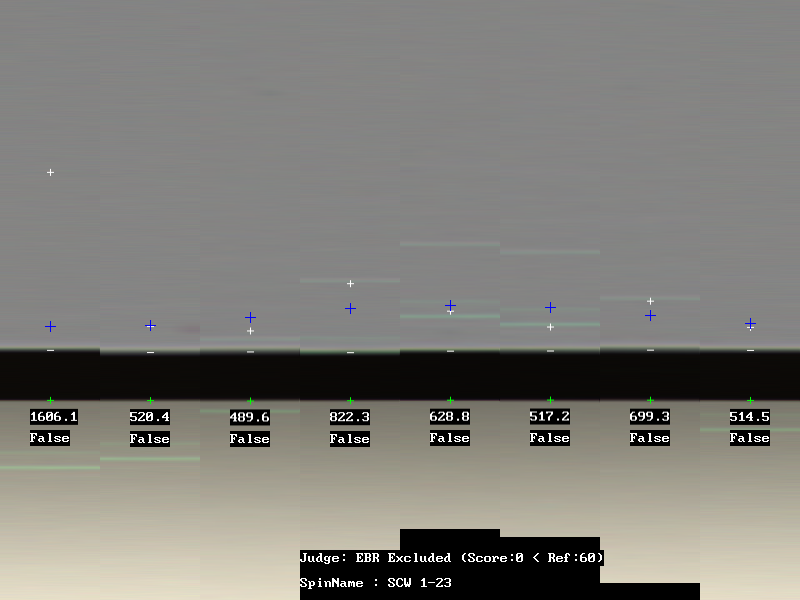 1606.1 520.4 489.6 822.3 628.8 517.2 699.3 514.5
False False False False False False False False
Judge: EBR Excluded (Score:0 < Ref:60)
SpinName : SCW 1-23